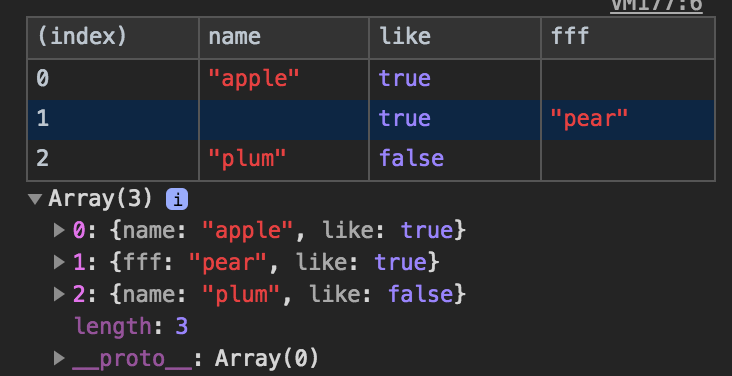 VM177:6
(index) name like fff
0 "apple" true
1 true "pear"
2 "plum" false
▼Array(3) i
▶0: {name: "apple", like: true}
▶1: {fff: "pear", like: true}
▶2: {name: "plum", like: false}
length: 3
▶__proto__: Array(0)